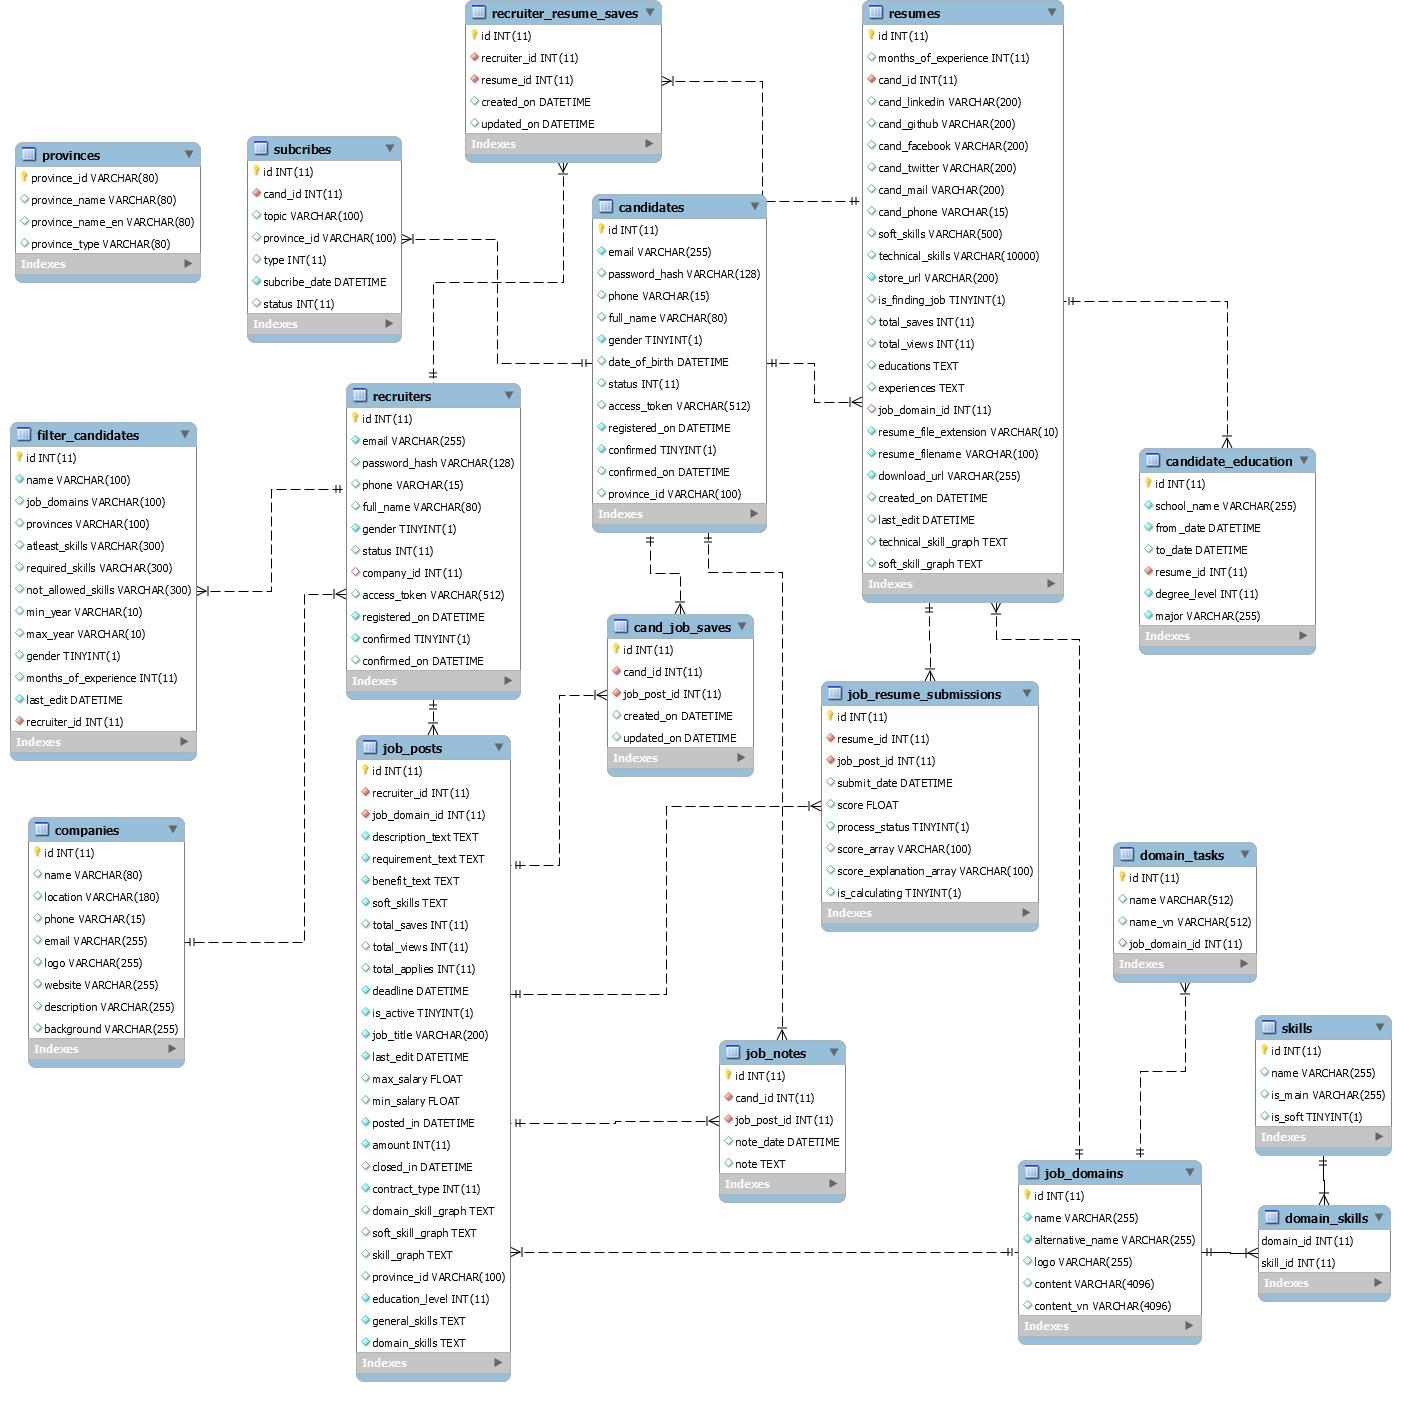 recruiter_resume_saves
id INT(11)
recruiter_id INT(11)
resume_id INT(11)
created_on DATETIME
updated_on DATETIME
Indexes
resumes
id INT(11)
months_of_experience INT(11)
cand_id INT(11)
cand_linkedin VARCHAR(200)
cand_github VARCHAR(200)
cand_facebook VARCHAR(200)
cand_twitter VARCHAR(200)
cand_mail VARCHAR(200)
cand_phone VARCHAR(15)
soft_skills VARCHAR(500)
technical_skills VARCHAR(10000)
store_url VARCHAR(200)
is_finding_job TINYINT(1)
total_saves INT(11)
total_views INT(11)
educations TEXT
experiences TEXT
job_domain_id INT(11)
resume_file_extension VARCHAR(10)
resume_filename VARCHAR(100)
download_url VARCHAR(255)
created_on DATETIME
last_edit DATETIME
technical_skill_graph TEXT
soft_skill_graph TEXT
Indexes
provinces
province_id VARCHAR(80)
province_name VARCHAR(80)
province_name_en VARCHAR(80)
province_type VARCHAR(80)
Indexes
subcribes
id INT(11)
cand_id INT(11)
topic VARCHAR(100)
province_id VARCHAR(100)
type INT(11)
subcribe_date DATETIME
status INT(11)
Indexes
candidates
id INT(11)
email VARCHAR(255)
password_hash VARCHAR(128)
phone VARCHAR(15)
full_name VARCHAR(80)
gender TINYINT(1)
date_of_birth DATETIME
status INT(11)
access_token VARCHAR(512)
registered_on DATETIME
confirmed TINYINT(1)
confirmed_on DATETIME
province_id VARCHAR(100)
Indexes
recruiters
id INT(11)
email VARCHAR(255)
password_hash VARCHAR(128)
phone VARCHAR(15)
full_name VARCHAR(80)
gender TINYINT(1)
status INT(11)
company_id INT(11)
access_token VARCHAR(512)
registered_on DATETIME
confirmed TINYINT(1)
confirmed_on DATETIME
Indexes
filter_candidates
id INT(11)
name VARCHAR(100)
job_domains VARCHAR(100)
provinces VARCHAR(100)
atleast_skills VARCHAR(300)
required_skills VARCHAR(300)
not_allowed_skills VARCHAR(300)
min_year VARCHAR(10)
max_year VARCHAR(10)
gender TINYINT(1)
months_of_experience INT(11)
last_edit DATETIME
recruiter_id INT(11)
Indexes
candidate_education
id INT(11)
school_name VARCHAR(255)
from_date DATETIME
to_date DATETIME
resume_id INT(11)
degree_level INT(11)
major VARCHAR(255)
Indexes
cand_job_saves
id INT(11)
cand_id INT(11)
job_post_id INT(11)
created_on DATETIME
updated_on DATETIME
Indexes
job_resume_submissions
id INT(11)
resume_id INT(11)
job_post_id INT(11)
submit_date DATETIME
score FLOAT
process_status TINYINT(1)
score_array VARCHAR(100)
score_explanation_array VARCHAR(100)
is_calculating TINYINT(1)
Indexes
job_posts
id INT(11)
recruiter_id INT(11)
job_domain_id INT(11)
description_text TEXT
requirement_text TEXT
benefit_text TEXT
soft_skills TEXT
total_saves INT(11)
total_views INT(11)
total_applies INT(11)
deadline DATETIME
is_active TINYINT(1)
job_title VARCHAR(200)
last_edit DATETIME
max_salary FLOAT
min_salary FLOAT
posted_in DATETIME
amount INT(11)
closed_in DATETIME
contract_type INT(11)
domain_skill_graph TEXT
soft_skill_graph TEXT
skill_graph TEXT
province_id VARCHAR(100)
education_level INT(11)
general_skills TEXT
domain_skills TEXT
Indexes
companies
id INT(11)
name VARCHAR(80)
location VARCHAR(180)
phone VARCHAR(15)
email VARCHAR(255)
logo VARCHAR(255)
website VARCHAR(255)
description VARCHAR(255)
background VARCHAR(255)
Indexes
domain_tasks
id INT(11)
name VARCHAR(512)
name_vn VARCHAR(512)
job_domain_id INT(11)
Indexes
skills
id INT(11)
name VARCHAR(255)
is_main VARCHAR(255)
is_soft TINYINT(1)
Indexes
job_notes
id INT(11)
cand_id INT(11)
job_post_id INT(11)
note_date DATETIME
note TEXT
Indexes
job_domains
id INT(11)
name VARCHAR(255)
alternative_name VARCHAR(255)
logo VARCHAR(255)
content VARCHAR(4096)
content_vn VARCHAR(4096)
Indexes
domain_skills
domain_id INT(11)
skill_id INT(11)
Indexes